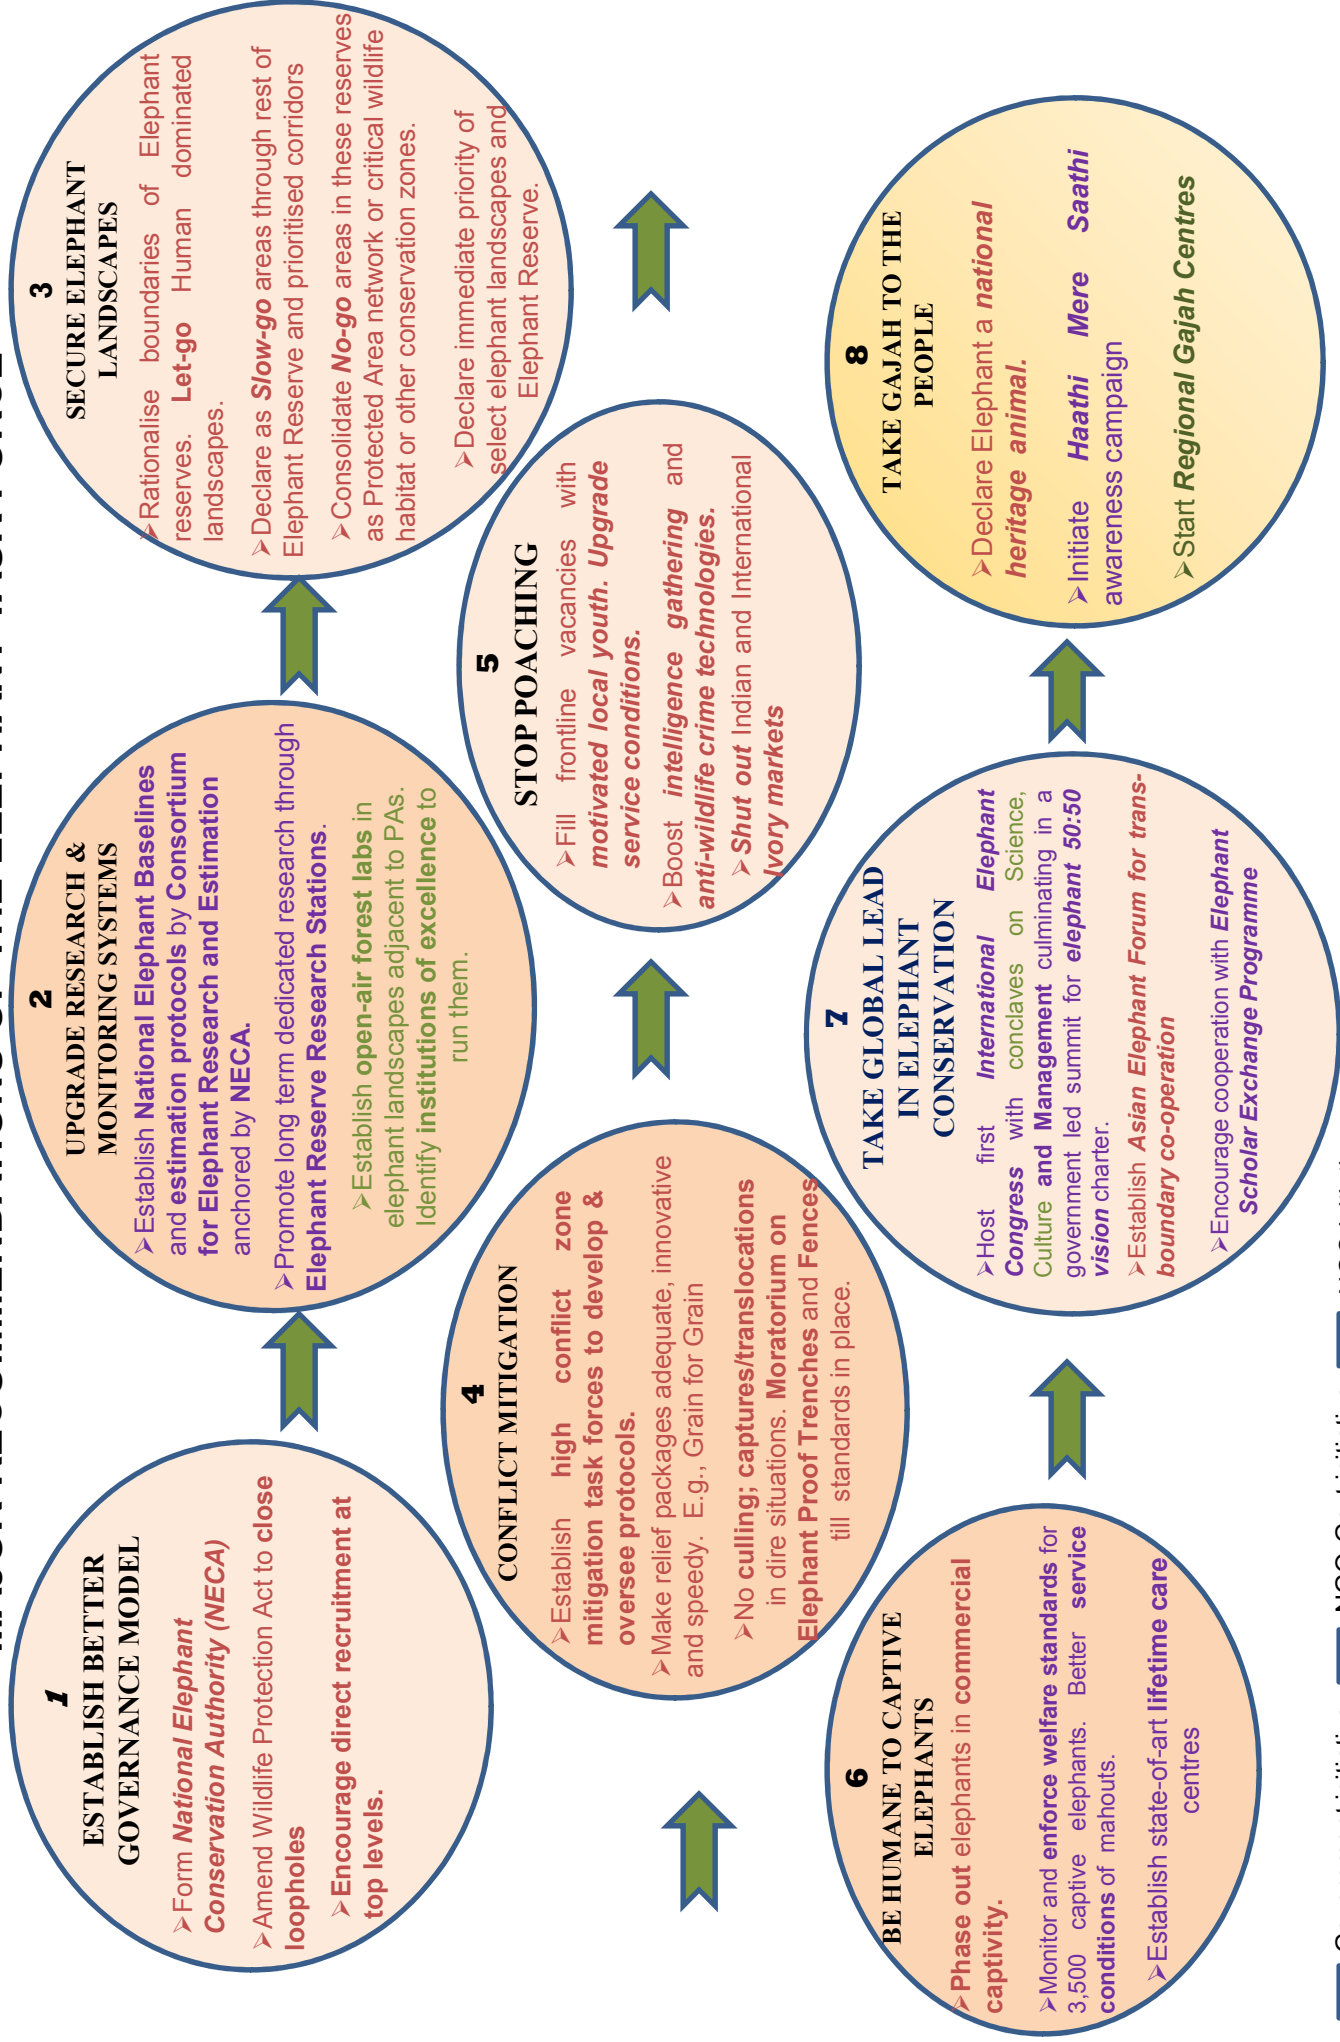 1
ESTABLISH BETTER
GOVERNANCE MODEL
➢Form National Elephant
Conservation Authority (NECA)
➢Amend Wildlife Protection Act to close
loopholes
➢Encourage direct recruitment at
top levels.
2
UPGRADE RESEARCH &
MONITORING SYSTEMS
➢Establish National Elephant Baselines
and estimation protocols by Consortium
for Elephant Research and Estimation
anchored by NECA.
➢Promote long term dedicated research through
Elephant Reserve Research Stations.
➢Establish open-air forest labs in
elephant landscapes adjacent to PAs.
Identify institutions of excellence to
run them.
3
SECURE ELEPHANT
LANDSCAPES
➢Rationalise boundaries of Elephant
reserves. Let-go Human dominated
landscapes.
➢Declare as Slow-go areas through rest of
Elephant Reserve and prioritised corridors
➢Consolidate No-go areas in these reserves
as Protected Area network or critical wildlife
habitat or other conservation zones.
➢Declare immediate priority of
select elephant landscapes and
Elephant Reserve.
4
CONFLICT MITIGATION
➢Establish high conflict zone
mitigation task forces to develop &
oversee protocols.
➢Make relief packages adequate, innovative
and speedy. E.g., Grain for Grain
➢No culling; captures/translocations
in dire situations. Moratorium on
Elephant Proof Trenches and Fences
till standards in place.
5
STOP POACHING
➢Fill frontline vacancies with
motivated local youth. Upgrade
service conditions.
➢Boost intelligence gathering and
anti-wildlife crime technologies.
➢Shut out Indian and International
Ivory markets
6
BE HUMANE TO CAPTIVE
ELEPHANTS
➢Phase out elephants in commercial
captivity.
➢Monitor and enforce welfare standards for
3,500 captive elephants. Better service
conditions of mahouts.
➢Establish state-of-art lifetime care
centres
7
TAKE GLOBAL LEAD
IN ELEPHANT
CONSERVATION
➢Host first International Elephant
Congress with conclaves on Science,
Culture and Management culminating in a
government led summit for elephant 50:50
vision charter.
➢Establish Asian Elephant Forum for trans-
boundary co-operation
➢Encourage cooperation with Elephant
Scholar Exchange Programme
8
TAKE GAJAH TO THE
PEOPLE
➢Declare Elephant a national
heritage animal.
➢Initiate Haathi Mere Saathi
awareness campaign
➢Start Regional Gajah Centres